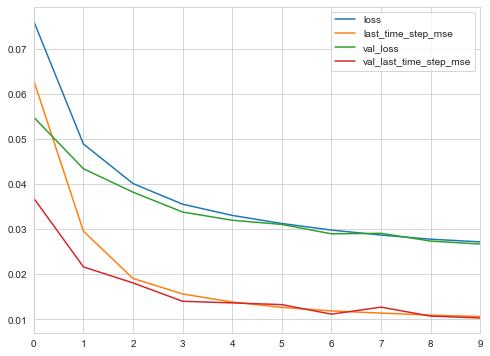 loss
last_time_step_mse
val_loss
val_last_time_step_mse
0.07
0.06
0.05
0.04
0.03
0.02
0.01
0 1 2 3 4 5 6 7 8 9